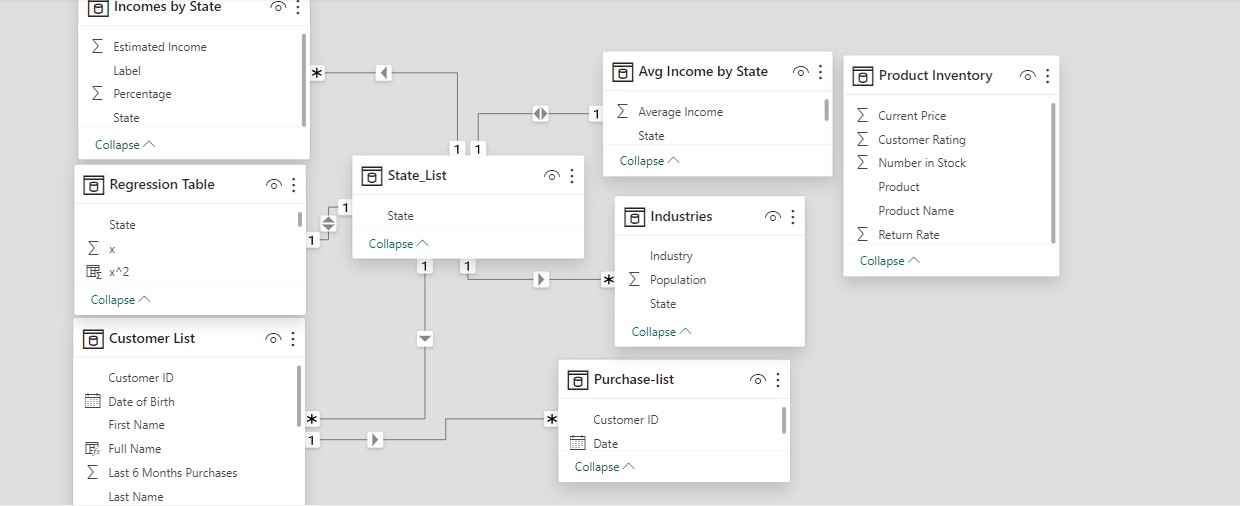 Incomes by State
Estimated Income
Label
Percentage
State
Collapse
Regression Table
State
x
x^2
Collapse
Customer List
Customer ID
Date of Birth
First Name
Full Name
Last 6 Months Purchases
Last Name
*
1
1
*
1
1
1
State_List
State
Collapse
1
1
1
*
*
Avg Income by State
Average Income
State
Collapse
Industries
Industry
Population
State
Collapse
Purchase-list
Customer ID
Date
Collapse
Product Inventory
Current Price
Customer Rating
Number in Stock
Product
Product Name
Return Rate
Collapse